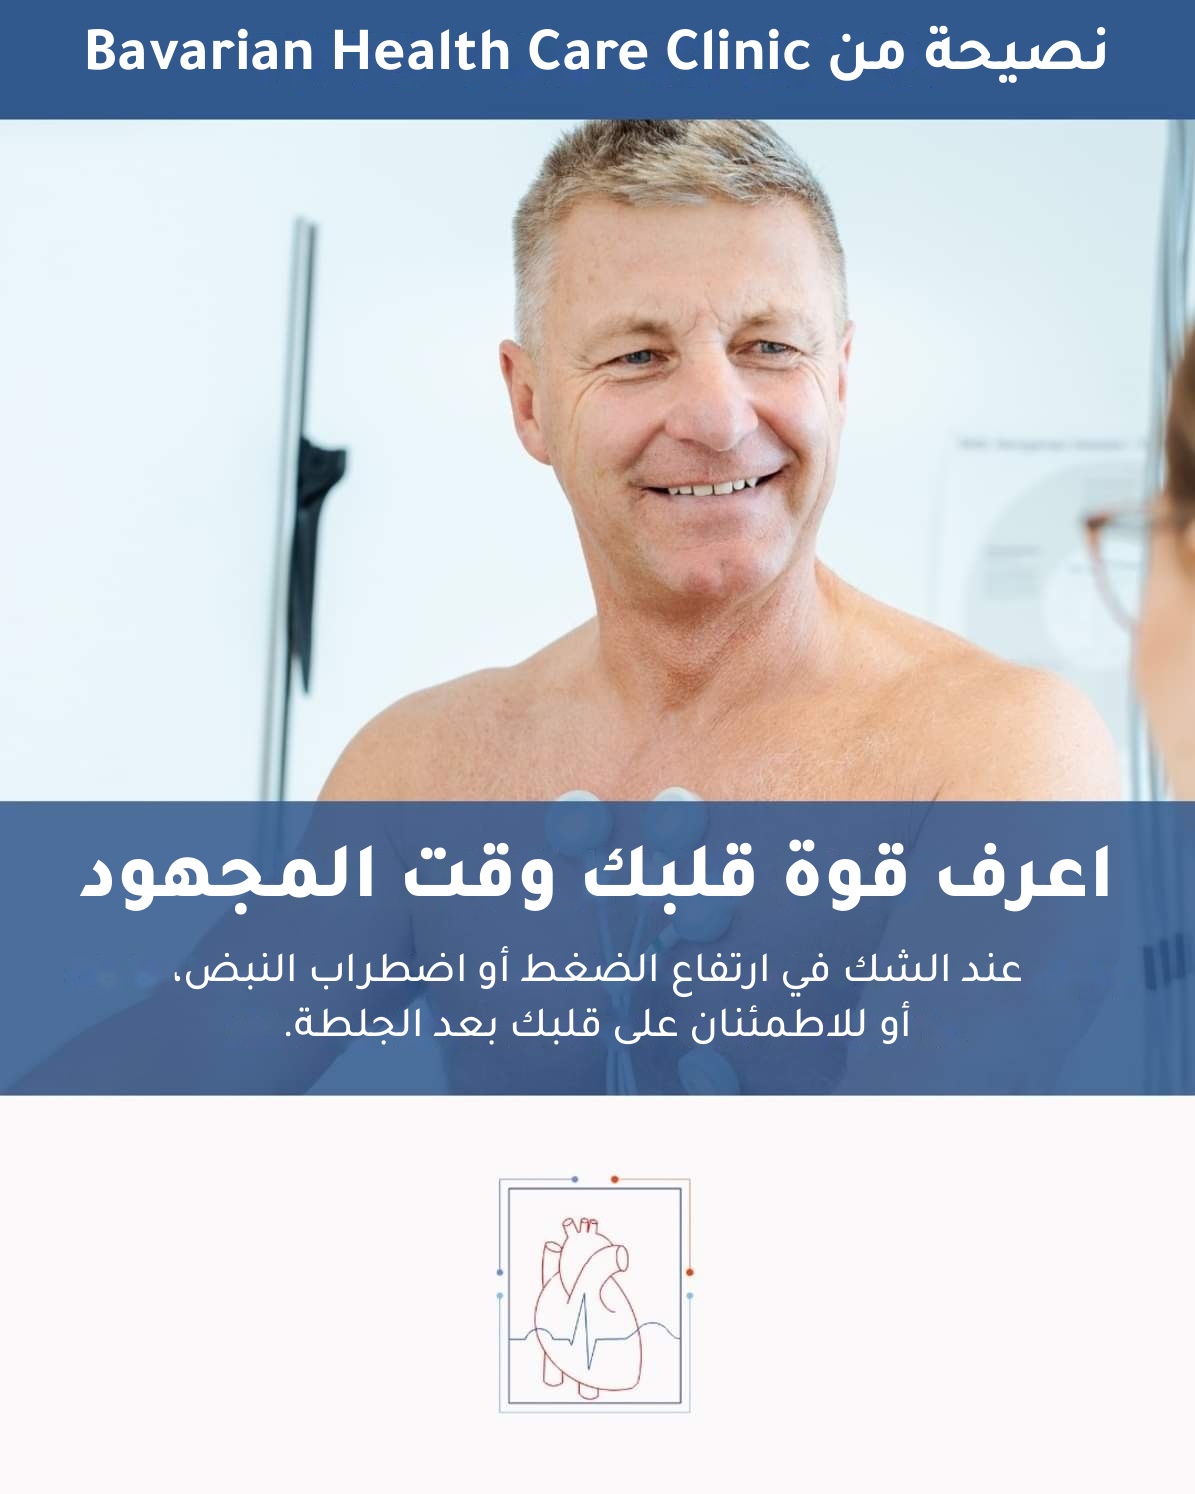 نصيحة من Bavarian Health Care Clinic
اعرف قوة قلبك وقت المجهود
عند الشك في ارتفاع الضغط أو اضطراب النبض،
أو للاطمئنان على قلبك بعد الجلطة.